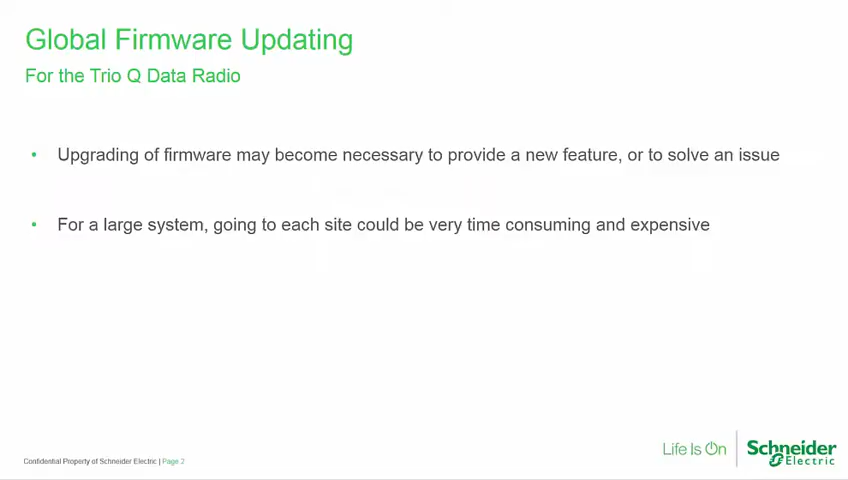 Global Firmware Updating
For the Trio Q Data Radio
• Upgrading of firmware may become necessary to provide a new feature, or to solve an issue
• For a large system, going to each site could be very time consuming and expensive
Life Is On
Schneider
Electric
Confidential Property of Schneider Electric | Page 2